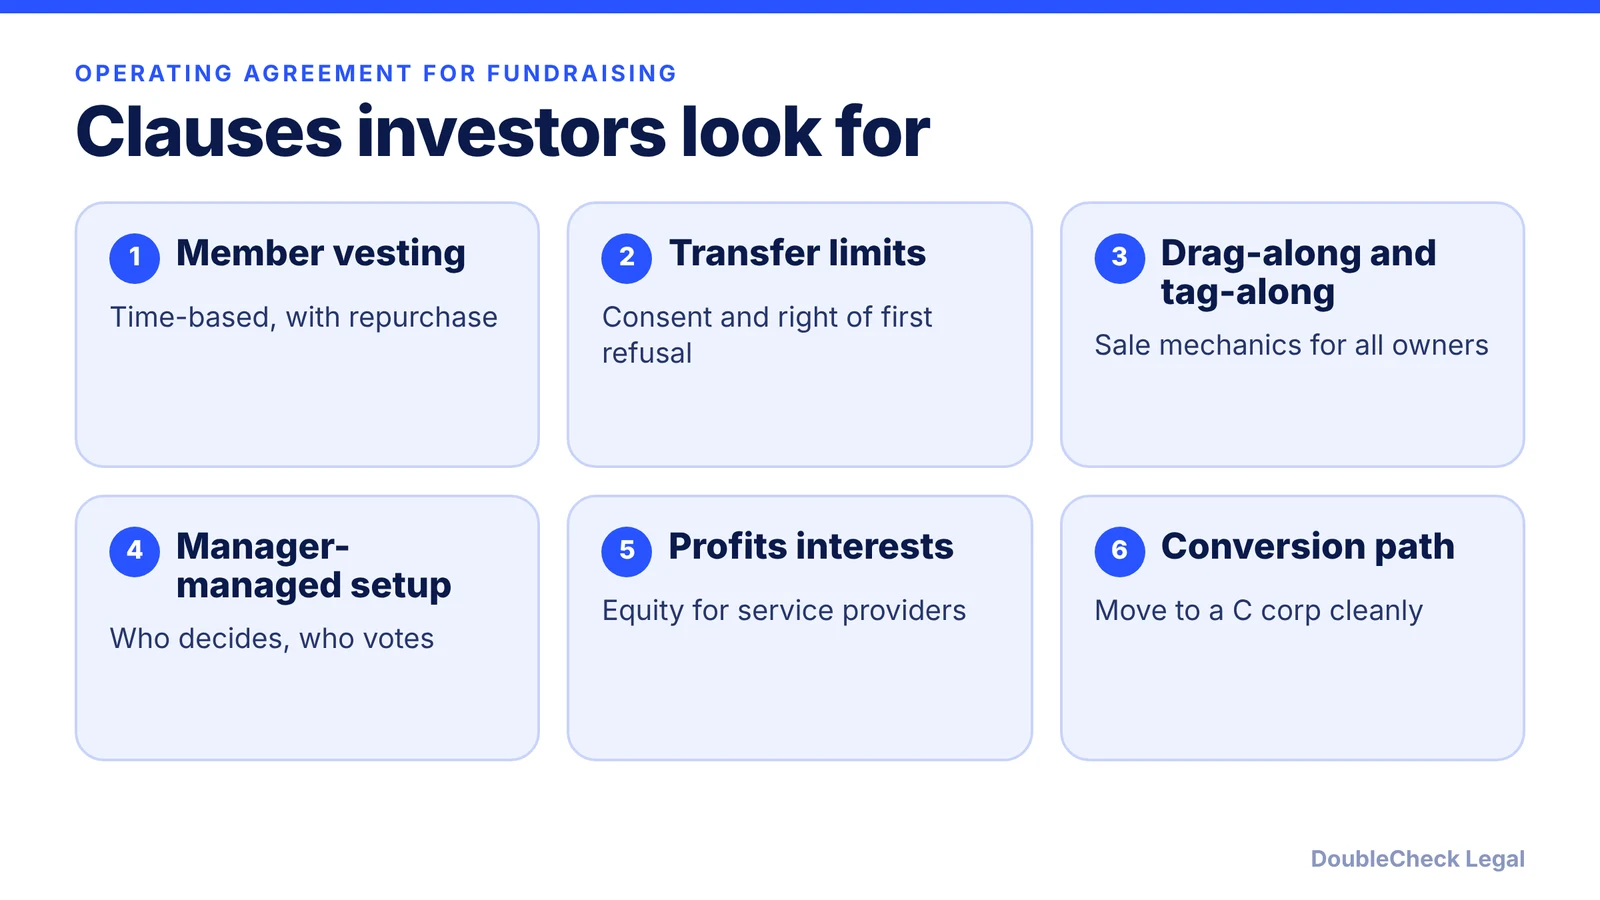 OPERATING AGREEMENT FOR FUNDRAISING
Clauses investors look for
1 Member vesting
Time-based, with repurchase
2 Transfer limits
Consent and right of first
refusal
3 Drag-along and
tag-along
Sale mechanics for all owners
4 Manager-
managed setup
Who decides, who votes
5 Profits interests
Equity for service providers
6 Conversion path
Move to a C corp cleanly
DoubleCheck Legal